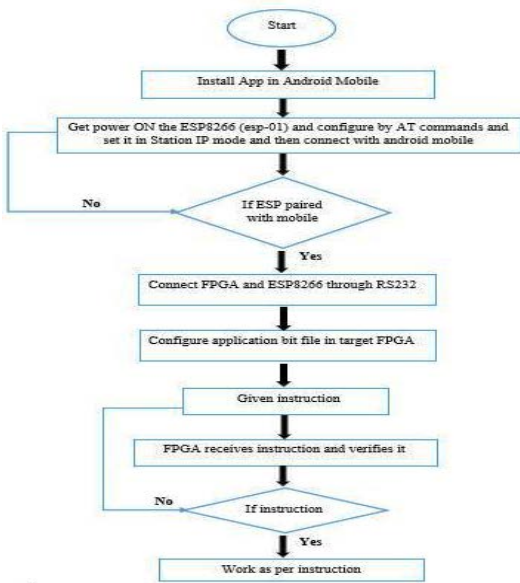 Start
Install App in Android Mobile
Get power ON the ESP8266 (esp-01) and configure by AT commands and
set it in Station IP mode and then connect with android mobile
No
If ESP paired
with mobile
Yes
Connect FPGA and ESP8266 through RS232
Configure application bit file in target FPGA
Given instruction
FPGA receives instruction and verifies it
No
If instruction
Yes
Work as per instruction